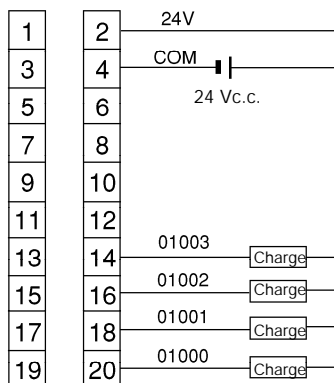 1 2 24V
3 4 COM
5 6 24 Vc.c.
7 8
9 10
11 12
13 14 01003 Charge
15 16 01002 Charge
17 18 01001 Charge
19 20 01000 Charge